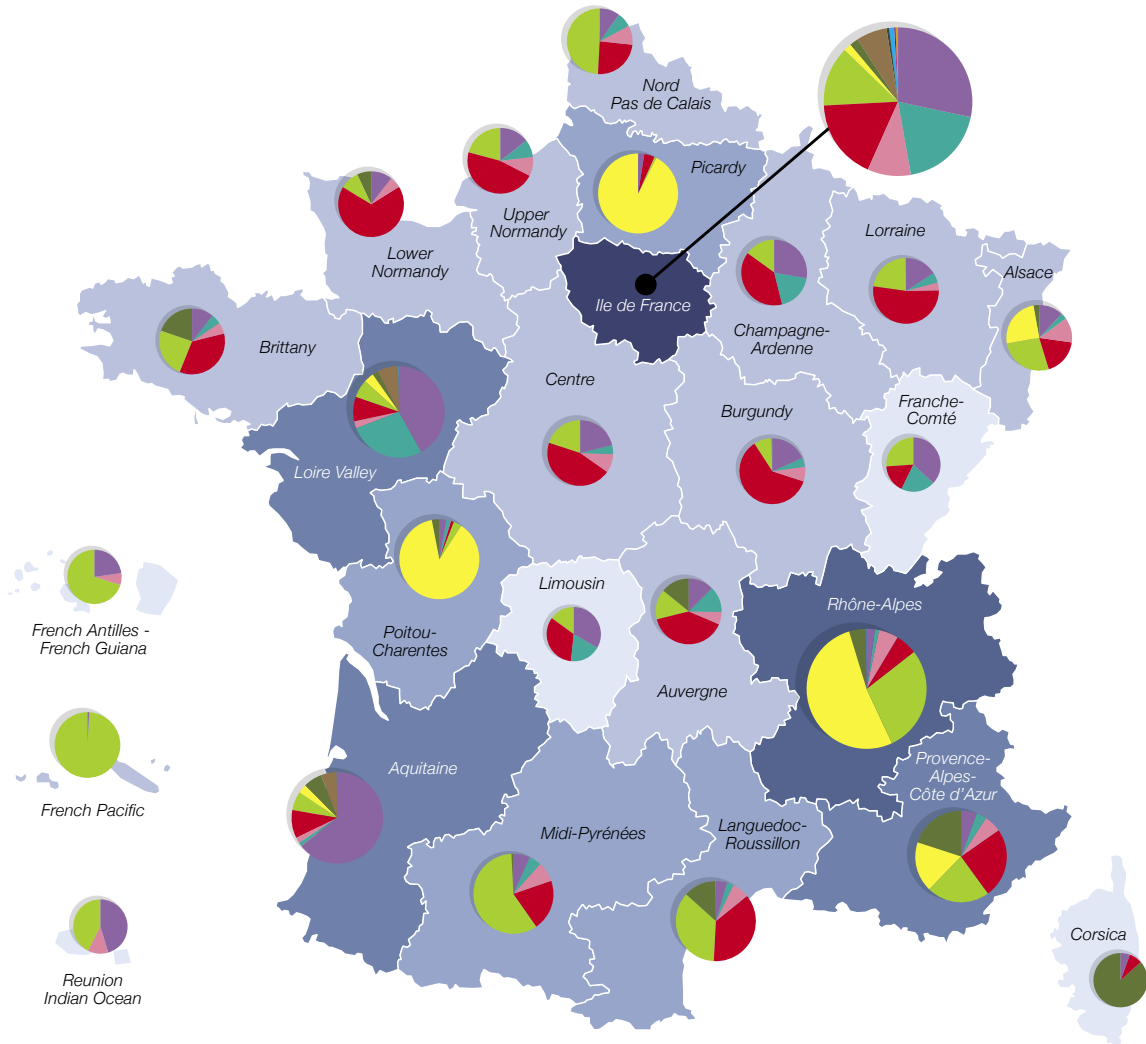 Nord
Pas de Calais
Picardy
Upper
Normandy
Lower
Normandy
Lorraine
Alsace
Ile de France
Champagne-
Ardenne
Brittany
Centre
Burgundy
Franche-
Comté
Loire Valley
Limousin
Rhône-Alpes
French Antilles -
French Guiana
Poitou-
Charentes
Auvergne
Aquitaine
Provence-
Alpes-
Côte d'Azur
French Pacific
Midi-Pyrénées
Languedoc-
Roussillon
Corsica
Reunion
Indian Ocean